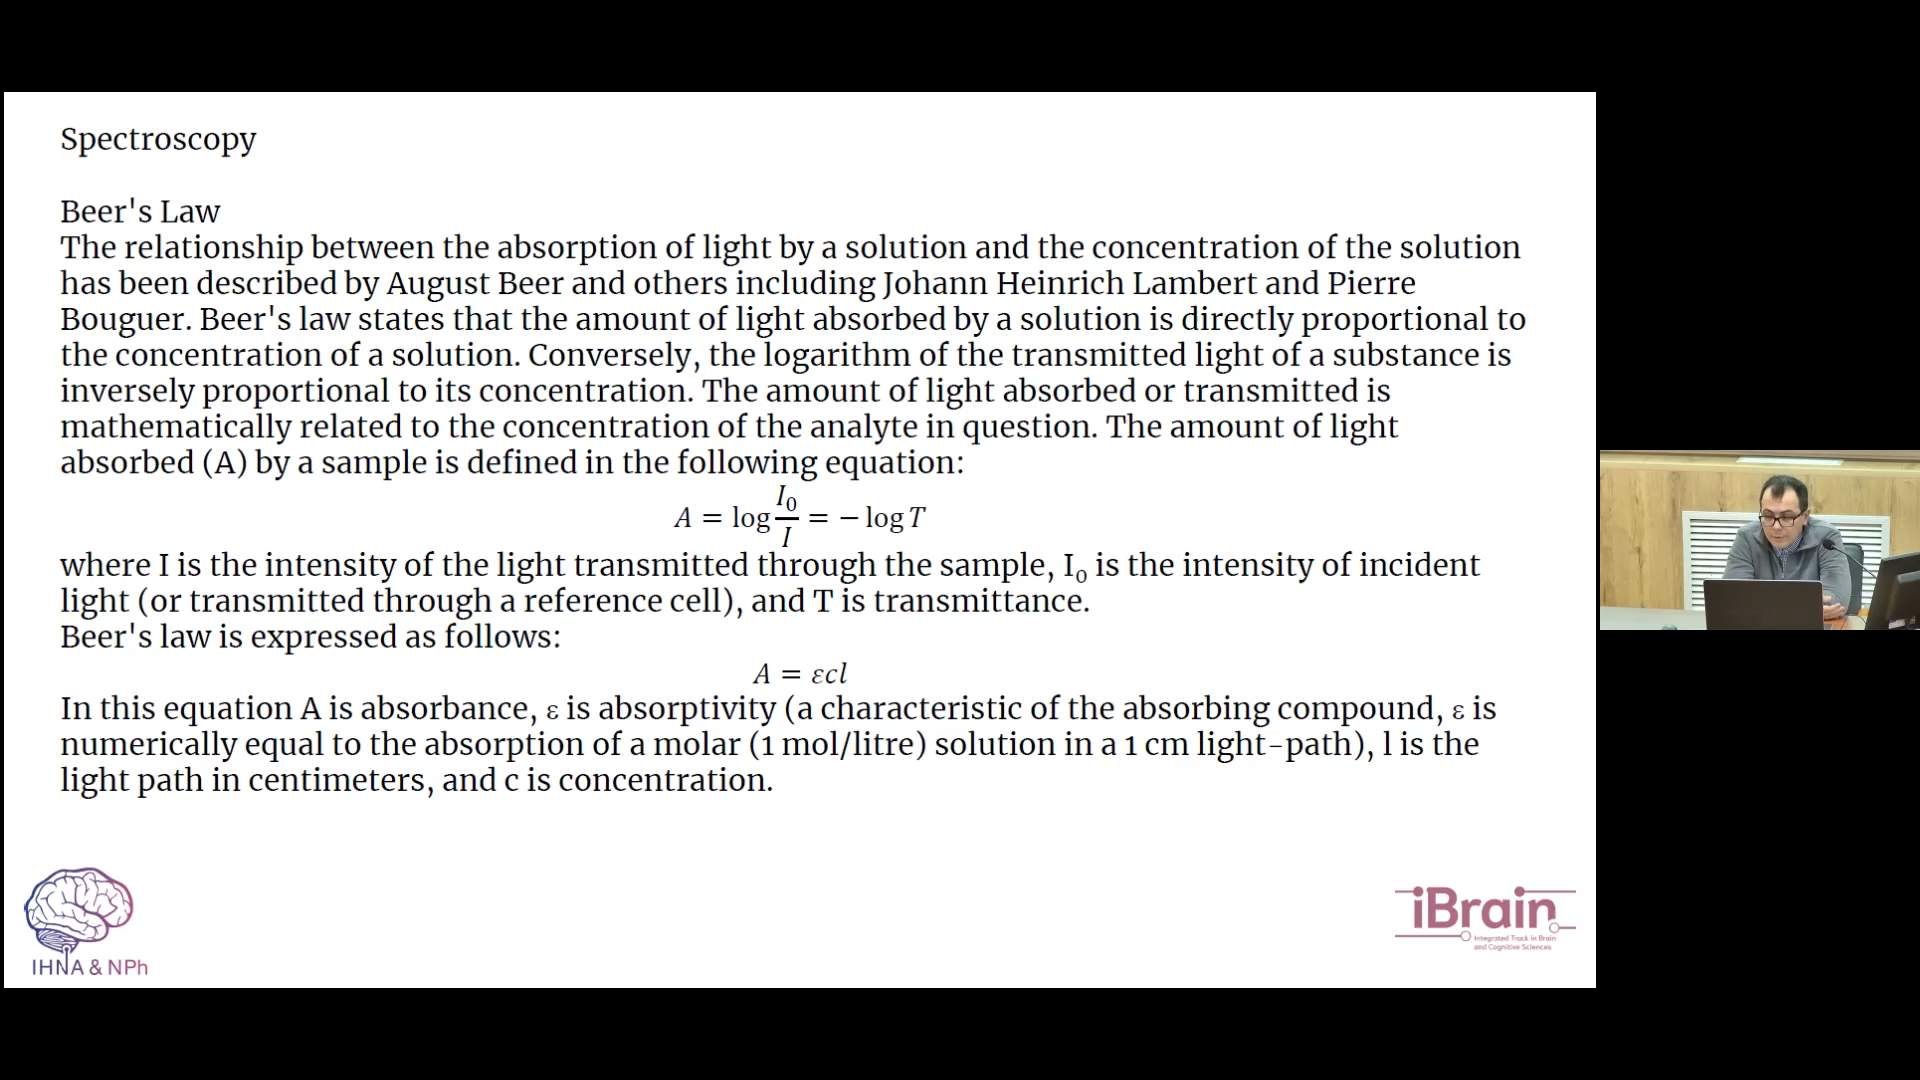 Spectroscopy
Beer's Law
The relationship between the absorption of light by a solution and the concentration of the solution
has been described by August Beer and others including Johann Heinrich Lambert and Pierre
Bouguer. Beer's law states that the amount of light absorbed by a solution is directly proportional to
the concentration of a solution. Conversely, the logarithm of the transmitted light of a substance is
inversely proportional to its concentration. The amount of light absorbed or transmitted is
mathematically related to the concentration of the analyte in question. The amount of light
absorbed (A) by a sample is defined in the following equation:
A = log I₀/I = − log T
where I is the intensity of the light transmitted through the sample, I₀ is the intensity of incident
light (or transmitted through a reference cell), and T is transmittance.
Beer's law is expressed as follows:
A = εcl
In this equation A is absorbance, ε is absorptivity (a characteristic of the absorbing compound, ε is
numerically equal to the absorption of a molar (1 mol/litre) solution in a 1 cm light-path), l is the
light path in centimeters, and c is concentration.
IHNA & NPh
iBrain
Integrated Track in Brain
and Cognitive Sciences